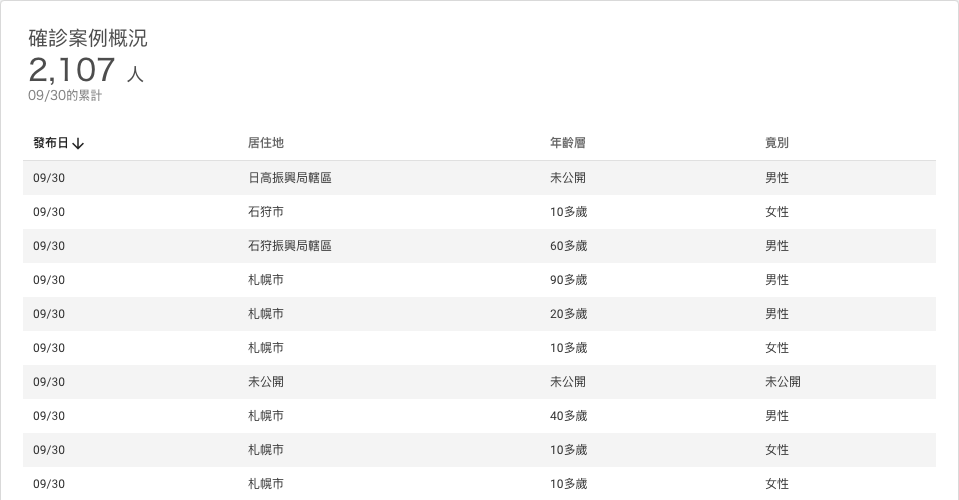 確診案例概況
2,107 人
09/30的累計
發布日↓ 居住地 年齡層 竟別
09/30 日高振興局轄區 未公開 男性
09/30 石狩市 10多歲 女性
09/30 石狩振興局轄區 60多歲 男性
09/30 札幌市 90多歲 男性
09/30 札幌市 20多歲 男性
09/30 札幌市 10多歲 女性
09/30 未公開 未公開 未公開
09/30 札幌市 40多歲 男性
09/30 札幌市 10多歲 女性
09/30 札幌市 10多歲 女性